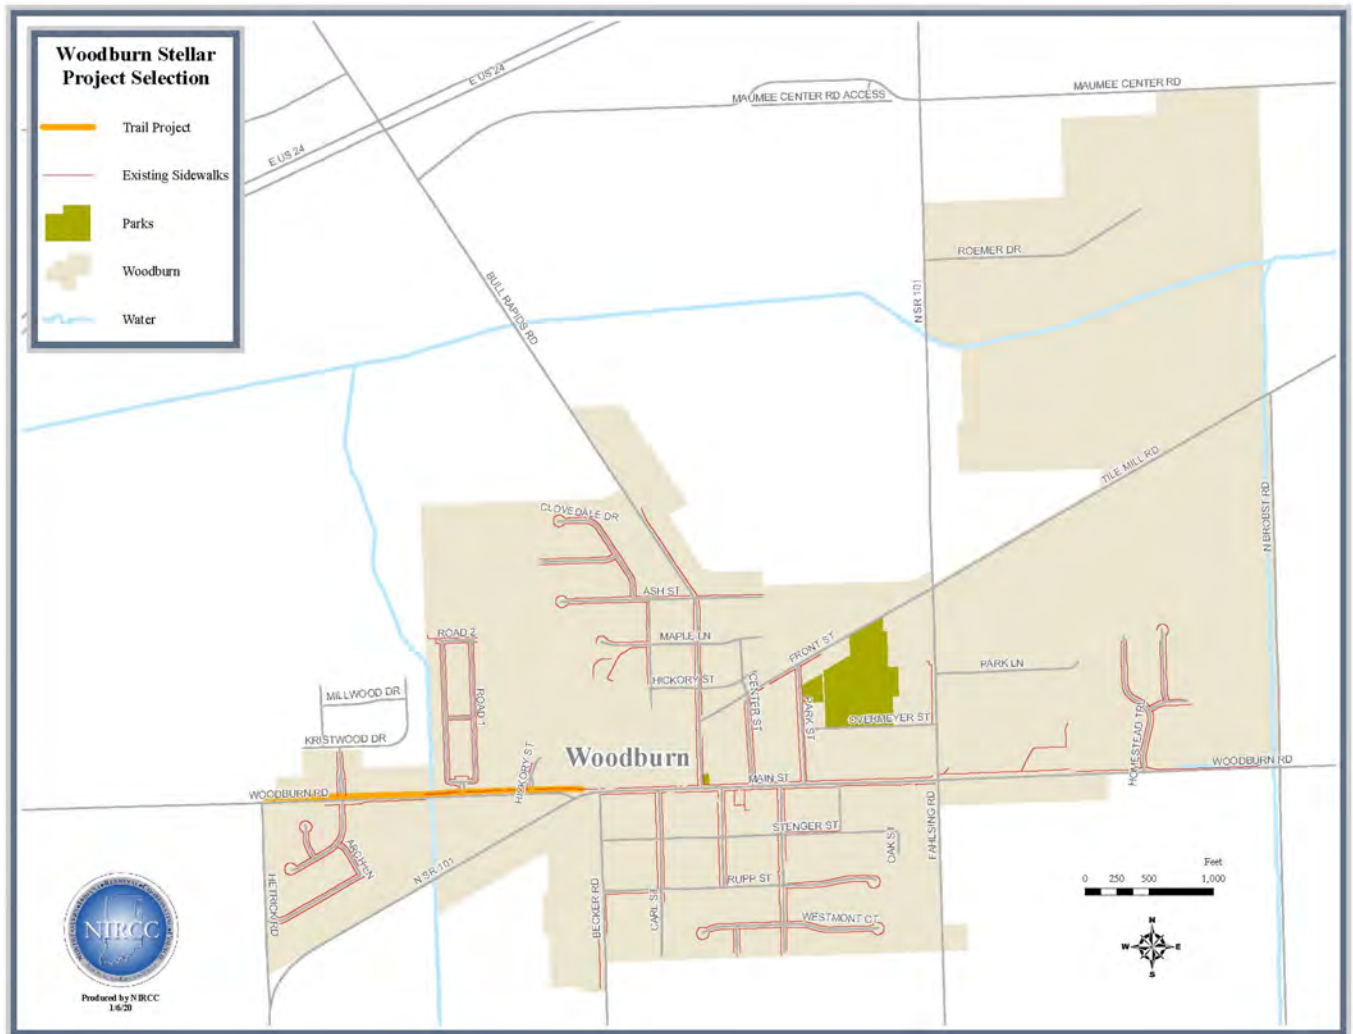 Woodburn Stellar
Project Selection
Trail Project
Existing Sidewalks
Parks
Woodburn
Water
E US 24
E US 24
MAUMEE CENTER RD ACCESS
MAUMEE CENTER RD
ROEMER DR
BULL RAPIDS RD
N SR 101
TILE MILL RD
N BROBST RD
CLOVEDALE DR
ASH ST
ROAD 2
MAPLE LN
FRONT ST
PARK LN
HICKORY ST
CENTER ST
MILLWOOD DR
ROAD 1
PARK ST
OVERMEYER ST
HOMESTEAD TRL
KRISTWOOD DR
HICKORY ST
Woodburn
MAIN ST
WOODBURN RD
WOODBURN RD
STENGER ST
OAK ST
FAHLSING RD
ARCH LN
N SR 101
HETRICK RD
RUPP ST
BECKER RD
CARL ST
WESTMONT CT
Feet
0 250 500 1,000
N
W E
S
NIRCC
Produced by NIRCC
1/6/20